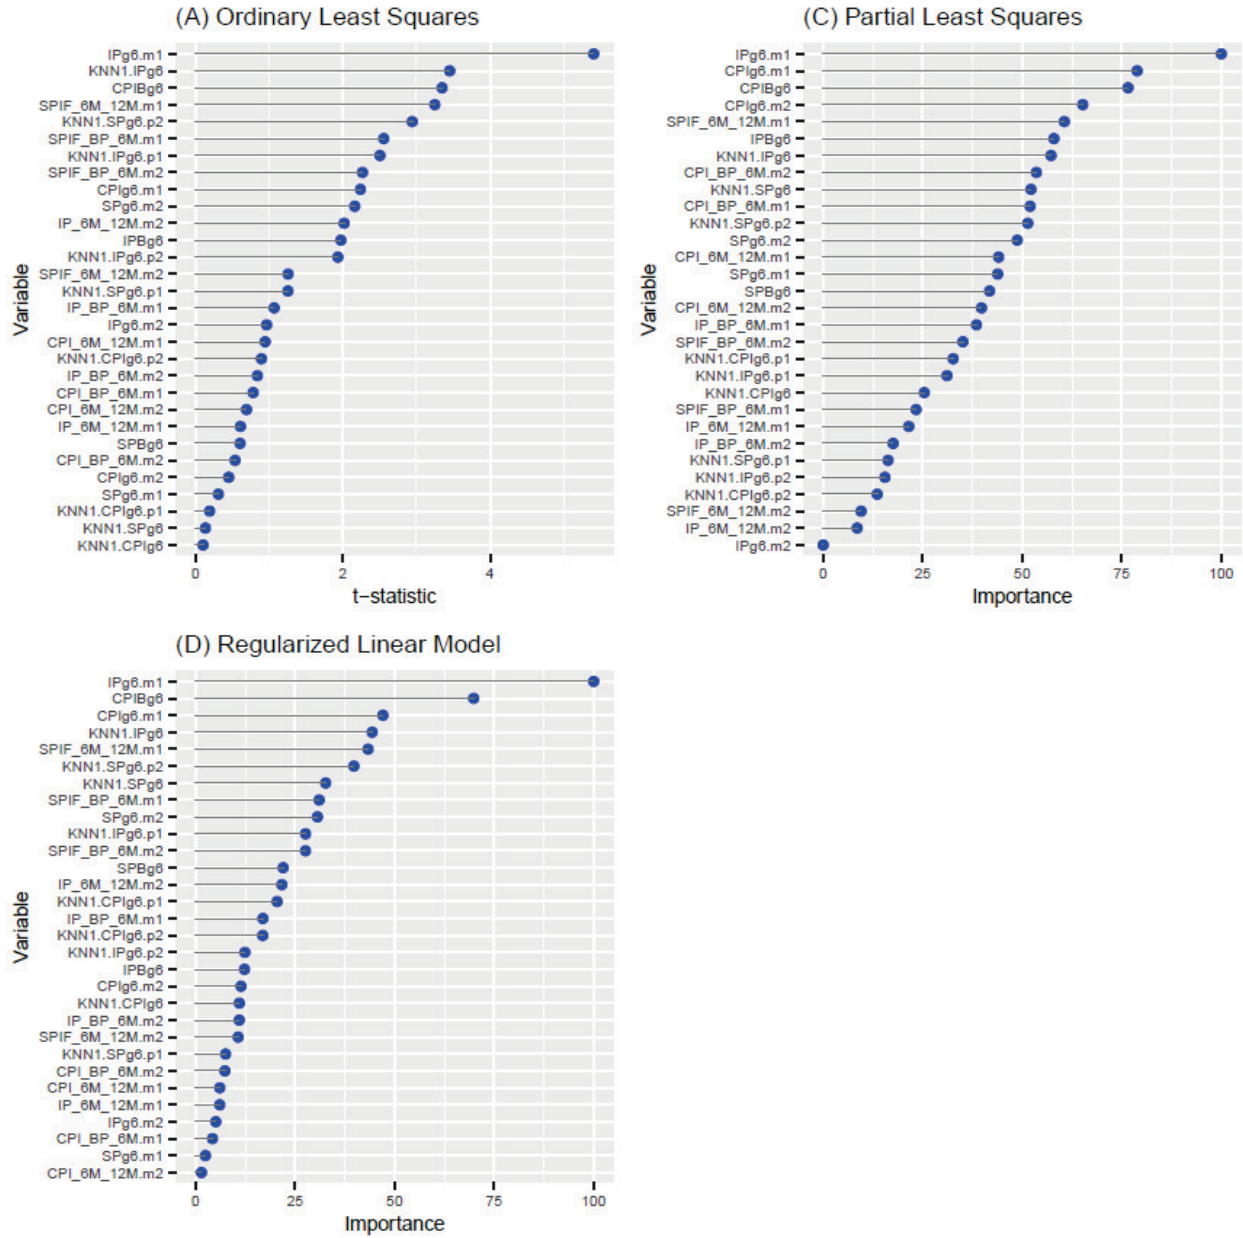 (A) Ordinary Least Squares
Variable
IPg6.m1
KNN1.IPg6
CPIBg6
SPIF_6M_12M.m1
KNN1.SPg6.p2
SPIF_BP_6M.m1
KNN1.IPg6.p1
SPIF_BP_6M.m2
CPIg6.m1
SPg6.m2
IP_6M_12M.m2
IPBg6
KNN1.IPg6.p2
SPIF_6M_12M.m2
KNN1.SPg6.p1
IP_BP_6M.m1
IPg6.m2
CPI_6M_12M.m1
KNN1.CPIg6.p2
IP_BP_6M.m2
CPI_BP_6M.m1
CPI_6M_12M.m2
IP_6M_12M.m1
SPBg6
CPI_BP_6M.m2
CPIg6.m2
SPg6.m1
KNN1.CPIg6.p1
KNN1.SPg6
KNN1.CPIg6
0 2 4
t−statistic
(C) Partial Least Squares
Variable
IPg6.m1
CPIg6.m1
CPIBg6
CPIg6.m2
SPIF_6M_12M.m1
IPBg6
KNN1.IPg6
CPI_BP_6M.m2
KNN1.SPg6
CPI_BP_6M.m1
KNN1.SPg6.p2
SPg6.m2
CPI_6M_12M.m1
SPg6.m1
SPBg6
CPI_6M_12M.m2
IP_BP_6M.m1
SPIF_BP_6M.m2
KNN1.CPIg6.p1
KNN1.IPg6.p1
KNN1.CPIg6
SPIF_BP_6M.m1
IP_6M_12M.m1
IP_BP_6M.m2
KNN1.SPg6.p1
KNN1.IPg6.p2
KNN1.CPIg6.p2
SPIF_6M_12M.m2
IP_6M_12M.m2
IPg6.m2
0 25 50 75 100
Importance
(D) Regularized Linear Model
Variable
IPg6.m1
CPIBg6
CPIg6.m1
KNN1.IPg6
SPIF_6M_12M.m1
KNN1.SPg6.p2
KNN1.SPg6
SPIF_BP_6M.m1
SPg6.m2
KNN1.IPg6.p1
SPIF_BP_6M.m2
SPBg6
IP_6M_12M.m2
KNN1.CPIg6.p1
IP_BP_6M.m1
KNN1.CPIg6.p2
KNN1.IPg6.p2
IPBg6
CPIg6.m2
KNN1.CPIg6
IP_BP_6M.m2
SPIF_6M_12M.m2
KNN1.SPg6.p1
CPI_BP_6M.m2
CPI_6M_12M.m1
IP_6M_12M.m1
IPg6.m2
CPI_BP_6M.m1
SPg6.m1
CPI_6M_12M.m2
0 25 50 75 100
Importance